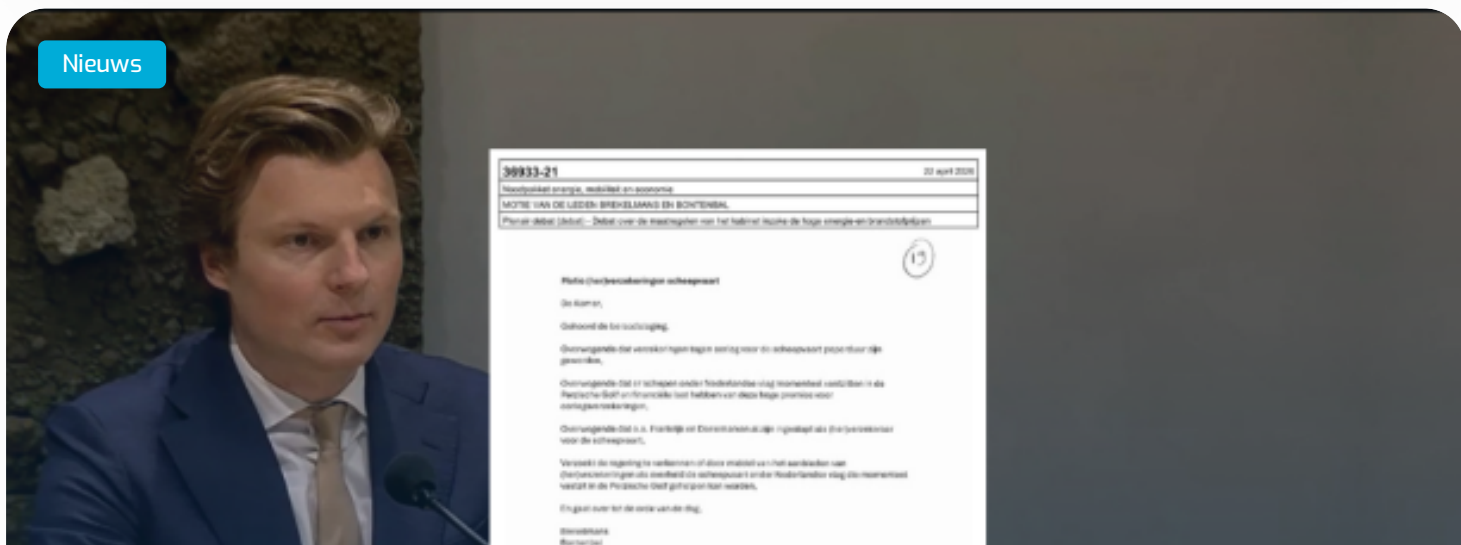 Nieuws
36933-21
22 april 2026
Noodpakket energie, mobiliteit en economie
MOTIE VAN DE LEDEN BREKELMANS EN BONTENBAL
Plenair debat (debat) - Debat over de maatregelen van het kabinet inzake de hoge energie-en brandstofprijzen
Motie (her)verzekeringen scheepvaart
De Kamer,
Gehoord de beraadslaging,
Overwegende dat verzekeringen tegen oorlog voor de scheepvaart peperduur zijn
geworden,
Overwegende dat er schepen onder Nederlandse vlag momenteel vastzitten in de
Perzische Golf en financiële last hebben van deze hoge premies voor
oorlogsverzekeringen,
Overwegende dat o.a. Frankrijk en Denemarken al zijn ingestapt als (her)verzekeraar
voor de scheepvaart,
Verzoekt de regering te verkennen of door middel van het aanbieden van
(her)verzekeringen als overheid de scheepvaart onder Nederlandse vlag die momenteel
vastzit in de Perzische Golf geholpen kan worden,
En gaat over tot de orde van de dag,
Brekelmans
Bontenbal